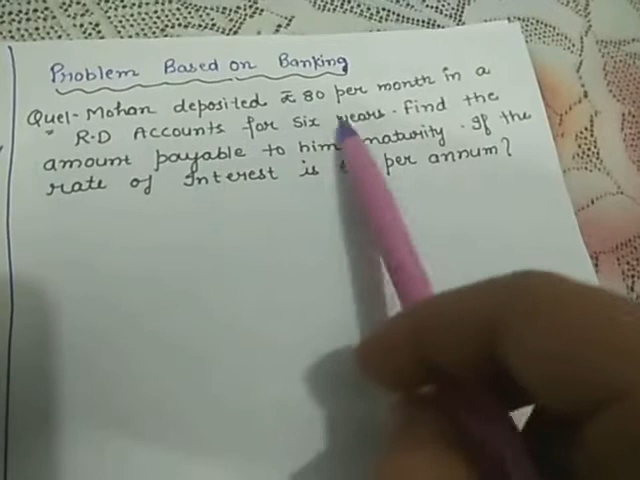 Problem Based on Banking
Que1- Mohan deposited ₹ 80 per month in a
R.D Accounts for six years. Find the
amount payable to him maturity. If the
rate of Interest is per annum?